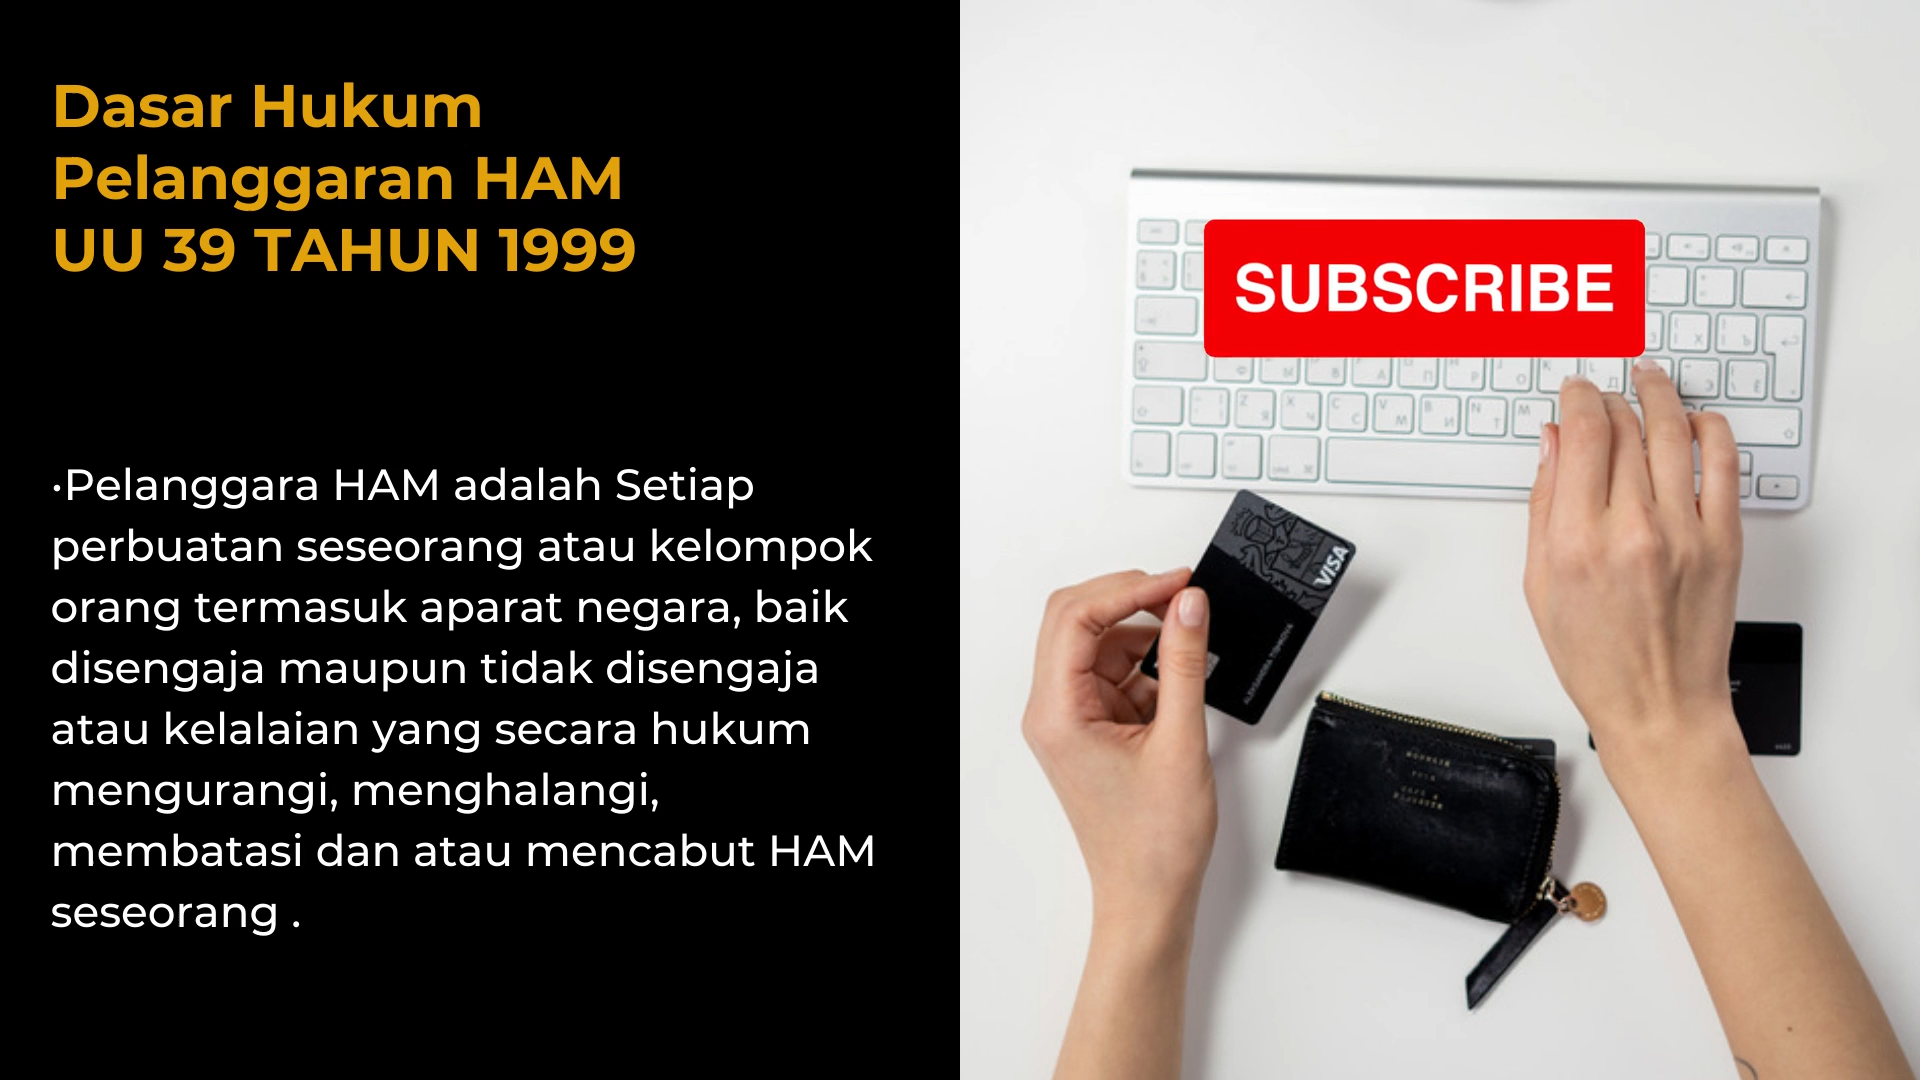 Dasar Hukum
Pelanggaran HAM
UU 39 TAHUN 1999
•Pelanggara HAM adalah Setiap
perbuatan seseorang atau kelompok
orang termasuk aparat negara, baik
disengaja maupun tidak disengaja
atau kelalaian yang secara hukum
mengurangi, menghalangi,
membatasi dan atau mencabut HAM
seseorang .
SUBSCRIBE
VISA